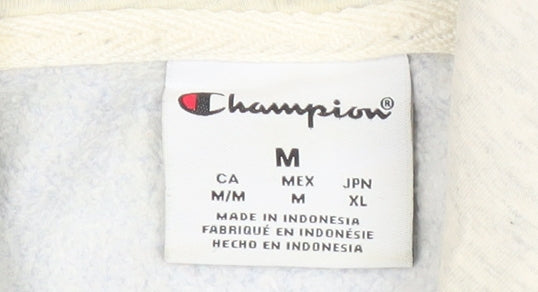 Champion®
M
CA MEX JPN
M/M M XL
MADE IN INDONESIA
FABRIQUÉ EN INDONÉSIE
HECHO EN INDONESIA